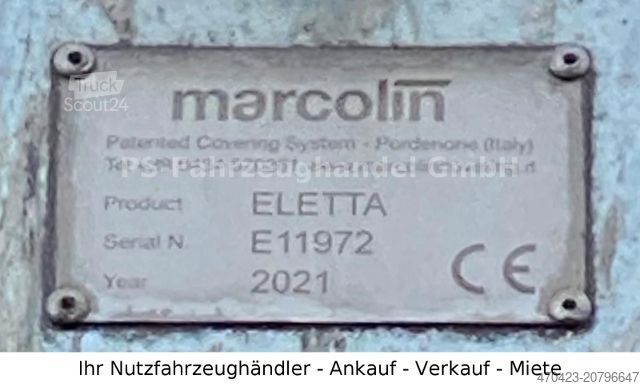 Truck
Scout24
marcolin
Patented Covering System - Pordenone (Italy)
PS-Fahrzeughandel GmbH
Product ELETTA
Serial N. E11972
Year 2021
CE
Ihr Nutzfahrzeughändler - Ankauf - Verkauf - Miete
470423-20796647